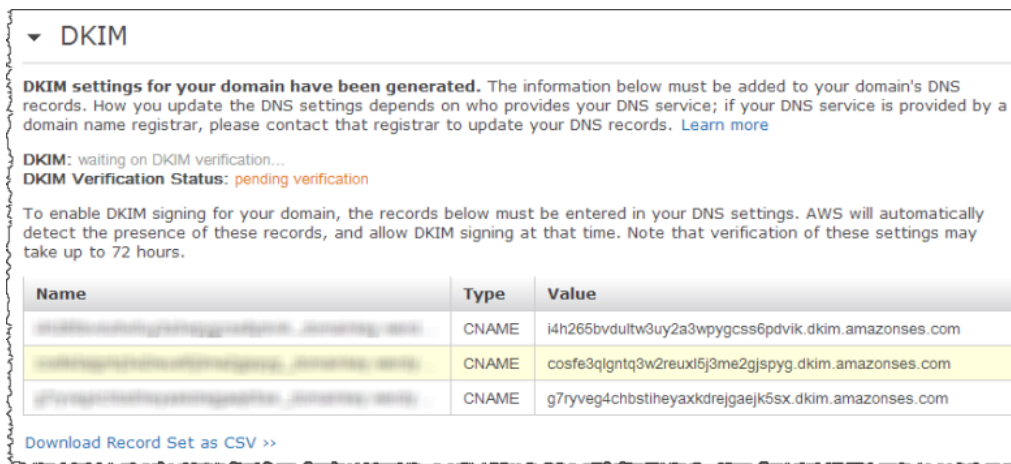 DKIM
DKIM settings for your domain have been generated. The information below must be added to your domain's DNS
records. How you update the DNS settings depends on who provides your DNS service; if your DNS service is provided by a
domain name registrar, please contact that registrar to update your DNS records. Learn more
DKIM: waiting on DKIM verification...
DKIM Verification Status: pending verification
To enable DKIM signing for your domain, the records below must be entered in your DNS settings. AWS will automatically
detect the presence of these records, and allow DKIM signing at that time. Note that verification of these settings may
take up to 72 hours.
Name Type Value
CNAME i4h265bvdultw3uy2a3wpygcss6pdvik.dkim.amazonses.com
CNAME cosfe3qlgntq3w2reuxl5j3me2gjspyg.dkim.amazonses.com
CNAME g7ryveg4chbstiheyaxkdrejgaejk5sx.dkim.amazonses.com
Download Record Set as CSV >>